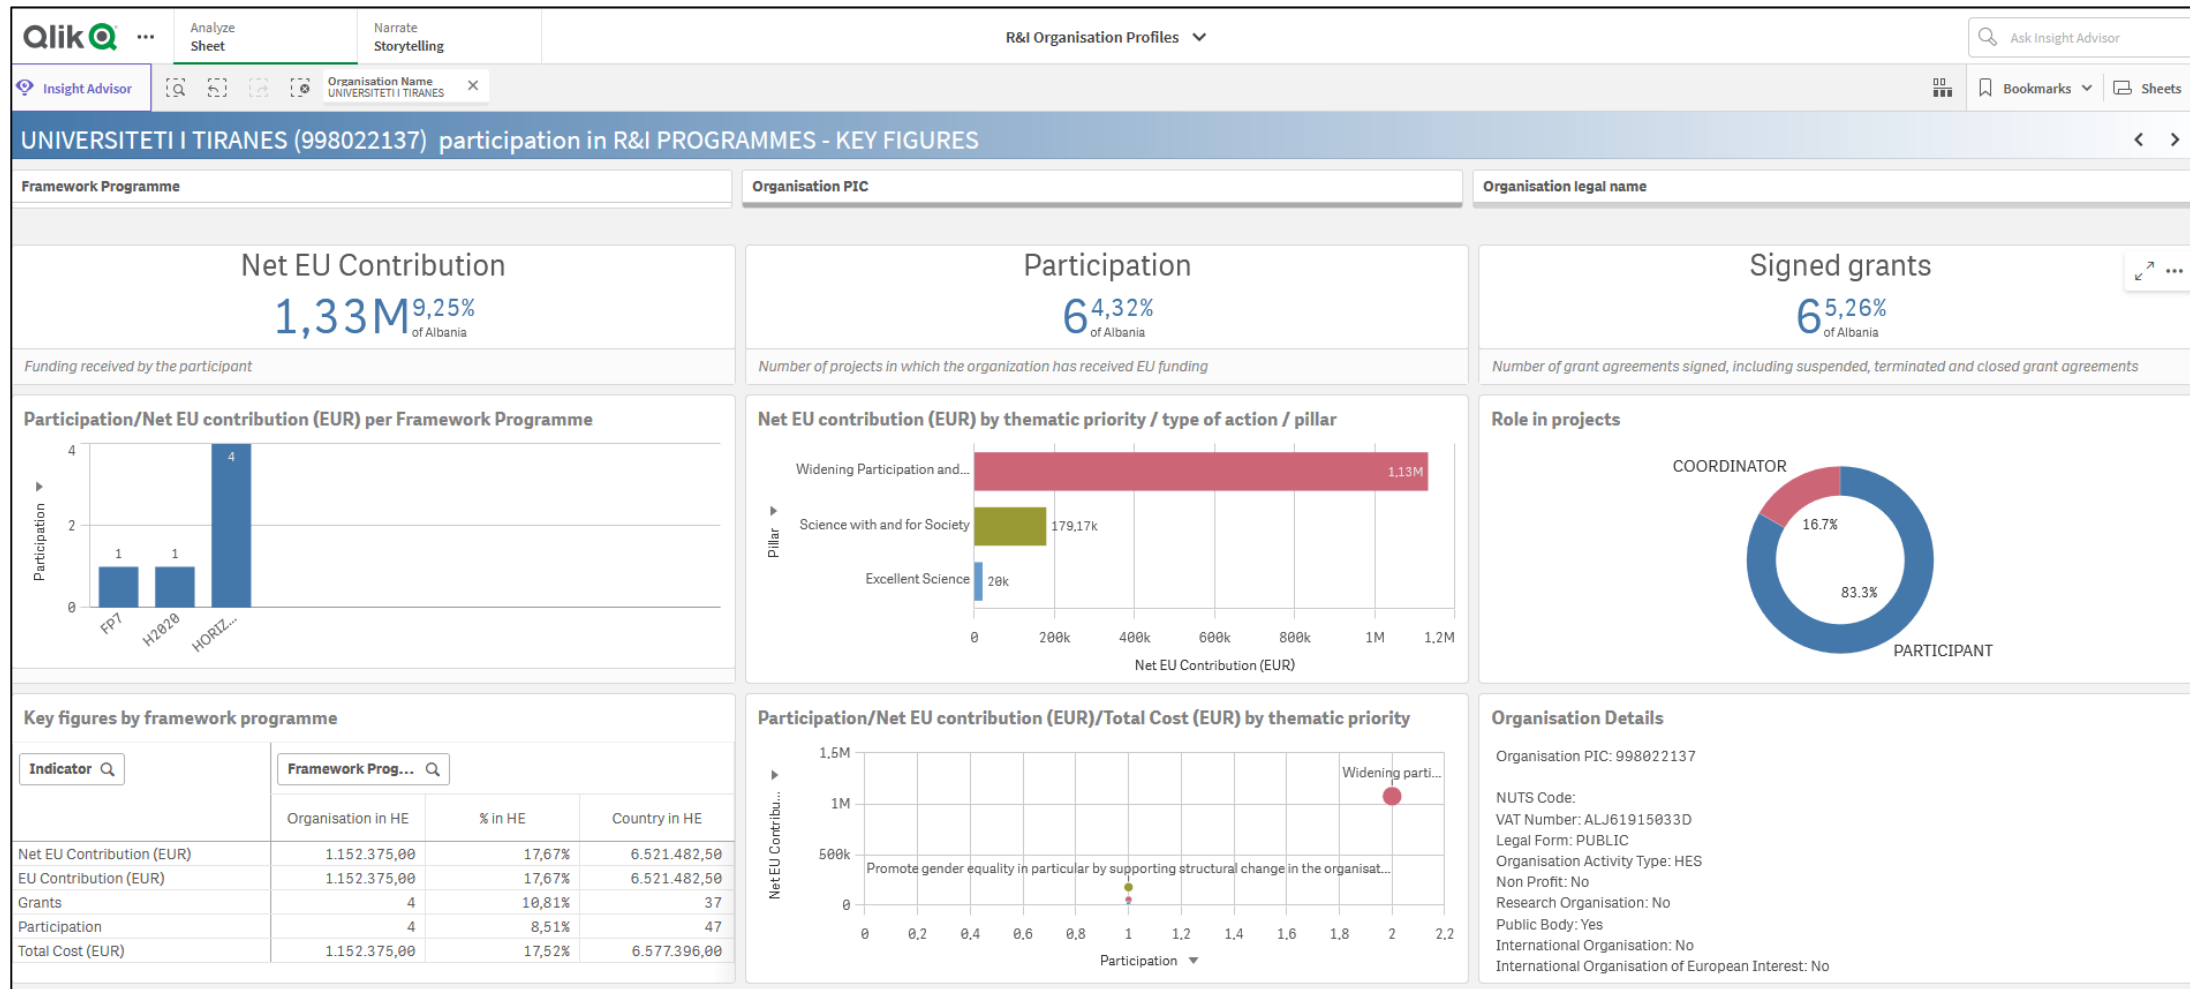 Qlik
Analyze
Sheet
Narrate
Storytelling
R&I Organisation Profiles
Ask Insight Advisor
Insight Advisor
Organisation Name
UNIVERSITETI I TIRANES
Bookmarks
Sheets
UNIVERSITETI I TIRANES (998022137) participation in R&I PROGRAMMES - KEY FIGURES
Framework Programme
Organisation PIC
Organisation legal name
Net EU Contribution
1,33M 9,25%
of Albania
Funding received by the participant
Participation
6 4,32%
of Albania
Number of projects in which the organization has received EU funding
Signed grants
6 5,26%
of Albania
Number of grant agreements signed, including suspended, terminated and closed grant agreements
Participation/Net EU contribution (EUR) per Framework Programme
Participation
4
2
0
1
1
4
FP7
H2020
HORIZ...
Net EU contribution (EUR) by thematic priority / type of action / pillar
Pillar
Widening Participation and...
1,13M
Science with and for Society
179,17k
Excellent Science
20k
0 200k 400k 600k 800k 1M 1,2M
Net EU Contribution (EUR)
Role in projects
COORDINATOR
16.7%
83.3%
PARTICIPANT
Key figures by framework programme
Indicator
Framework Prog...
Organisation in HE % in HE Country in HE
Net EU Contribution (EUR) 1.152.375,00 17,67% 6.521.482,50
EU Contribution (EUR) 1.152.375,00 17,67% 6.521.482,50
Grants 4 10,81% 37
Participation 4 8,51% 47
Total Cost (EUR) 1.152.375,00 17,52% 6.577.396,00
Participation/Net EU contribution (EUR)/Total Cost (EUR) by thematic priority
Net EU Contribu...
1,5M
1M
500k
0
Widening parti...
Promote gender equality in particular by supporting structural change in the organisat...
0 0,2 0,4 0,6 0,8 1 1,2 1,4 1,6 1,8 2 2,2
Participation
Organisation Details
Organisation PIC: 998022137
NUTS Code:
VAT Number: ALJ61915033D
Legal Form: PUBLIC
Organisation Activity Type: HES
Non Profit: No
Research Organisation: No
Public Body: Yes
International Organisation: No
International Organisation of European Interest: No